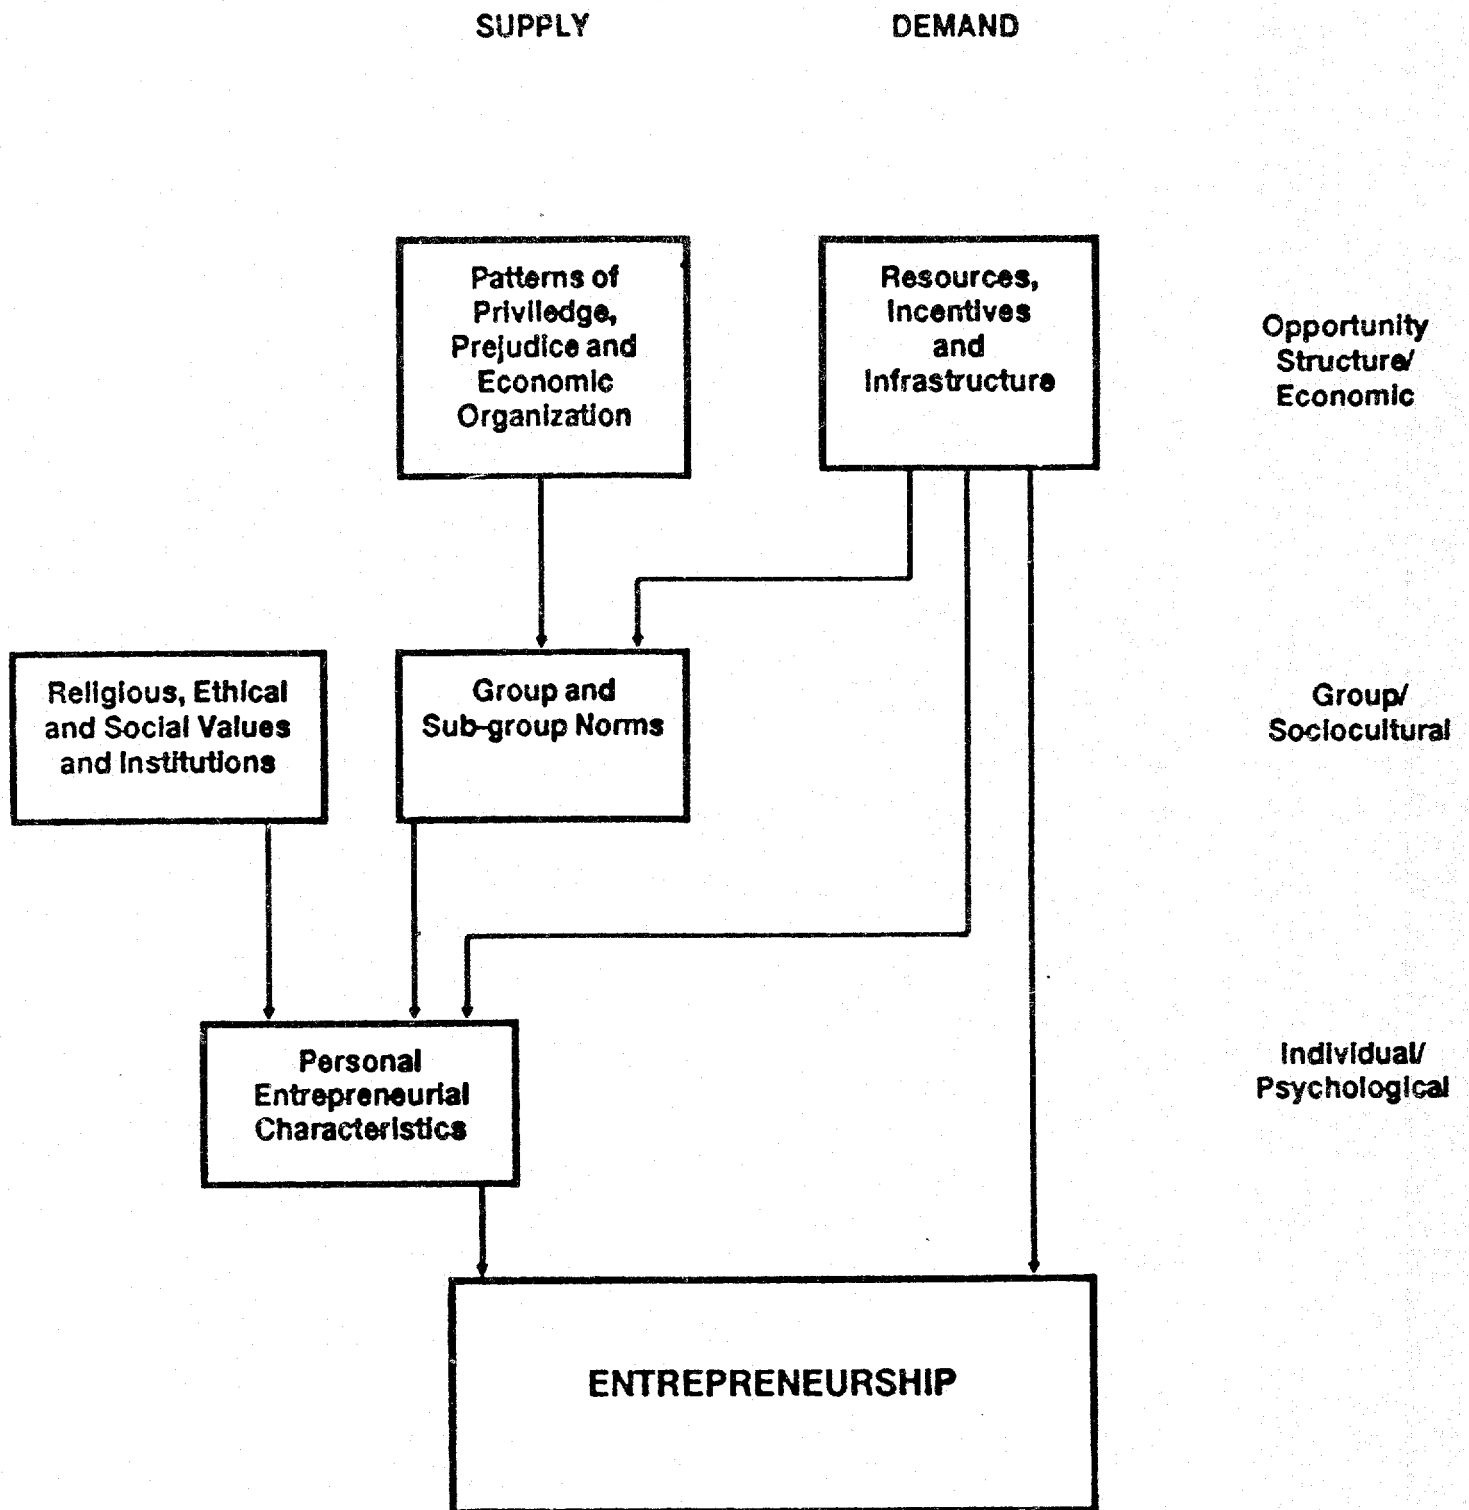 SUPPLY
DEMAND
Patterns of
Priviledge,
Prejudice and
Economic
Organization
Resources,
Incentives
and
Infrastructure
Opportunity
Structure/
Economic
Religious, Ethical
and Social Values
and Institutions
Group and
Sub-group Norms
Group/
Sociocultural
Personal
Entrepreneurial
Characteristics
Individual/
Psychological
ENTREPRENEURSHIP